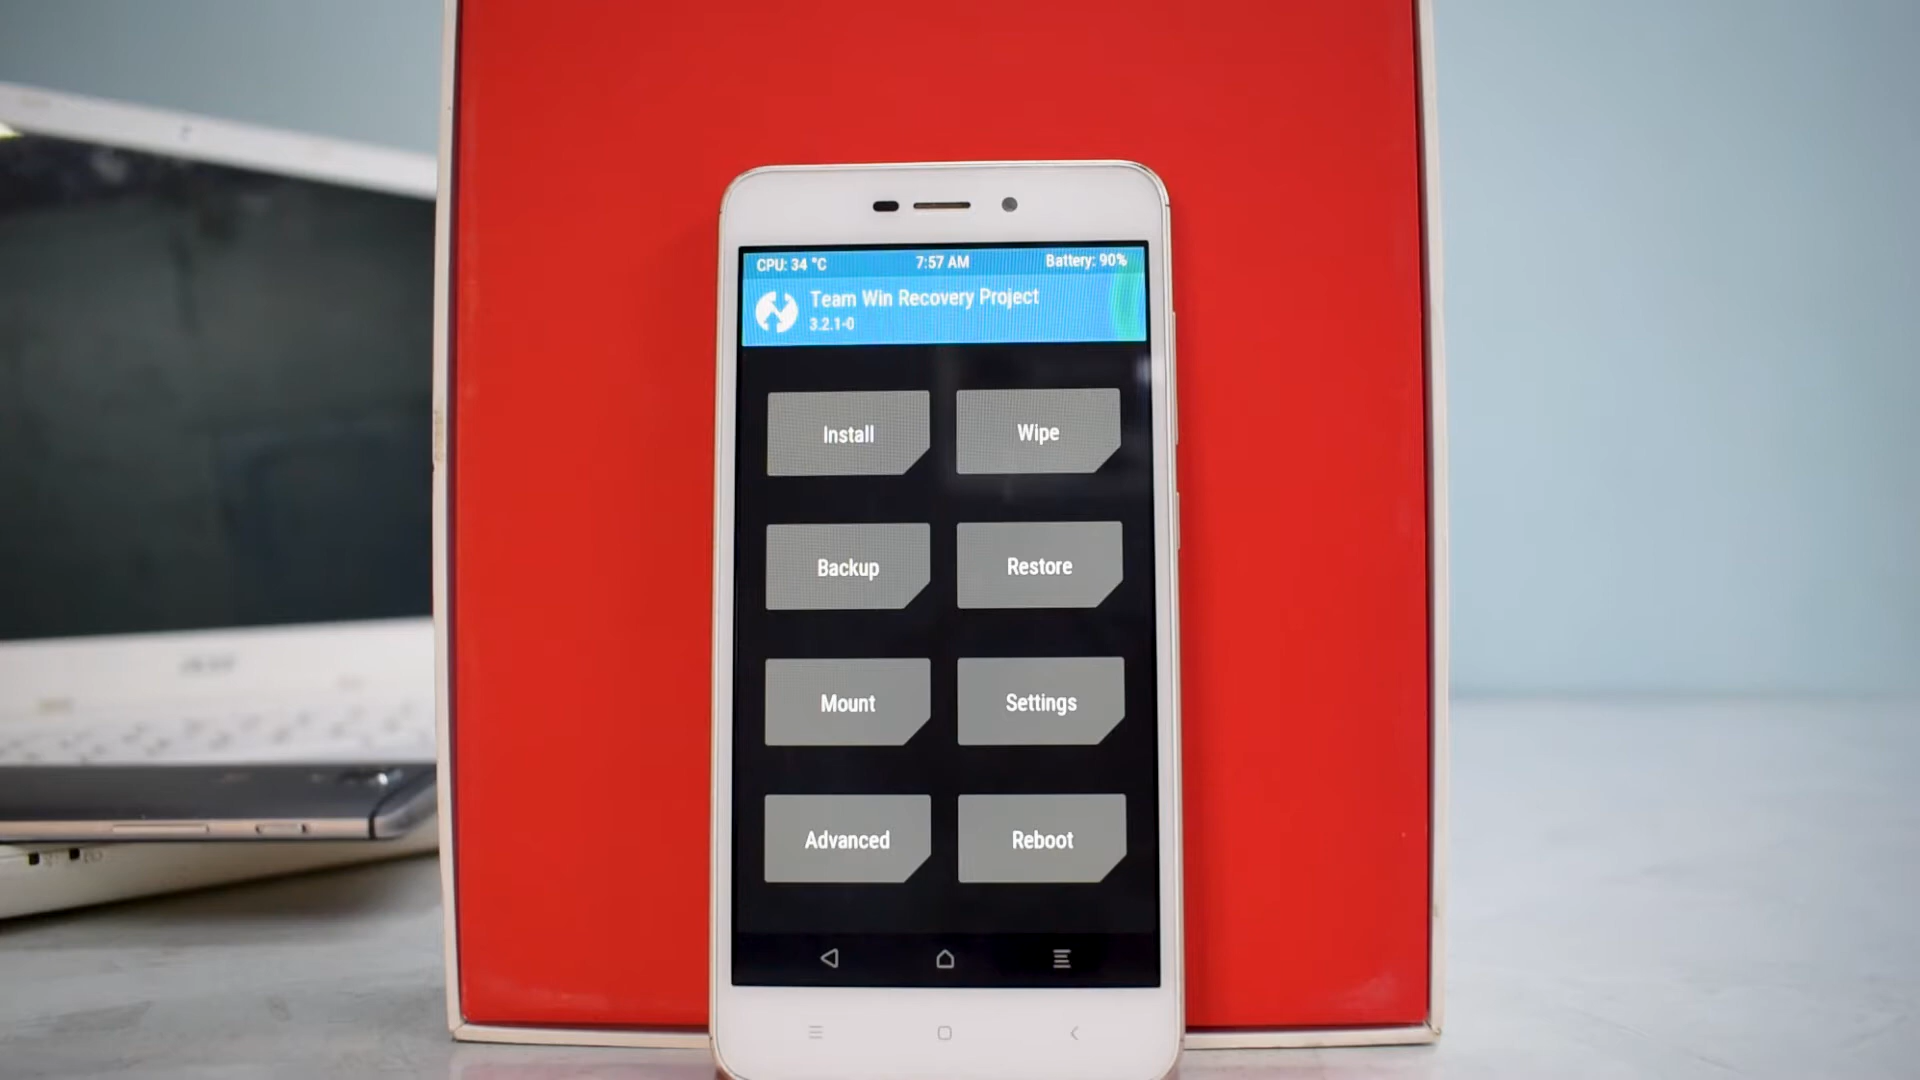 CPU: 34 °C 7:57 AM Battery: 90%
Team Win Recovery Project
3.2.1-0
Install Wipe
Backup Restore
Mount Settings
Advanced Reboot